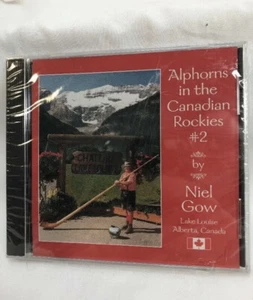 Alphorns
in the
Canadian
Rockies
#2
by
Niel
Gow
Lake Louise
Alberta, Canada